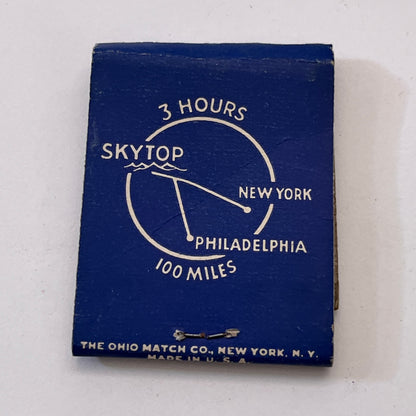 3 HOURS
SKYTOP
NEW YORK
PHILADELPHIA
100 MILES
THE OHIO MATCH CO., NEW YORK, N. Y.
MADE IN U. S. A.